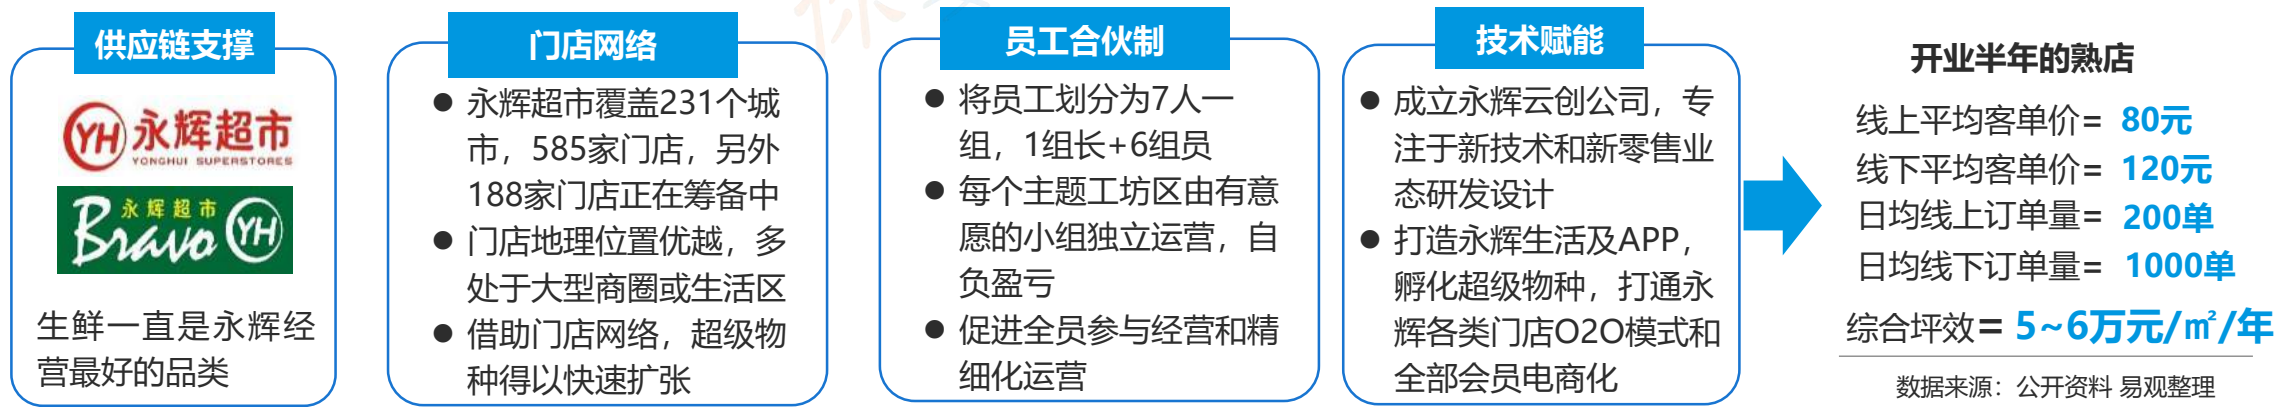 供应链支撑
YH 永辉超市
YONGHUI SUPERSTORES
永辉超市
Bravo YH
生鲜一直是永辉经
营最好的品类
门店网络
● 永辉超市覆盖231个城
市，585家门店，另外
188家门店正在筹备中
● 门店地理位置优越，多
处于大型商圈或生活区
● 借助门店网络，超级物
种得以快速扩张
员工合伙制
● 将员工划分为7人一
组，1组长+6组员
● 每个主题工坊区由有意
愿的小组独立运营，自
负盈亏
● 促进全员参与经营和精
细化运营
技术赋能
● 成立永辉云创公司，专
注于新技术和新零售业
态研发设计
● 打造永辉生活及APP，
孵化超级物种，打通永
辉各类门店O2O模式和
全部会员电商化
开业半年的熟店
线上平均客单价= 80元
线下平均客单价= 120元
日均线上订单量= 200单
日均线下订单量= 1000单
综合坪效= 5~6万元/㎡/年
数据来源：公开资料 易观整理